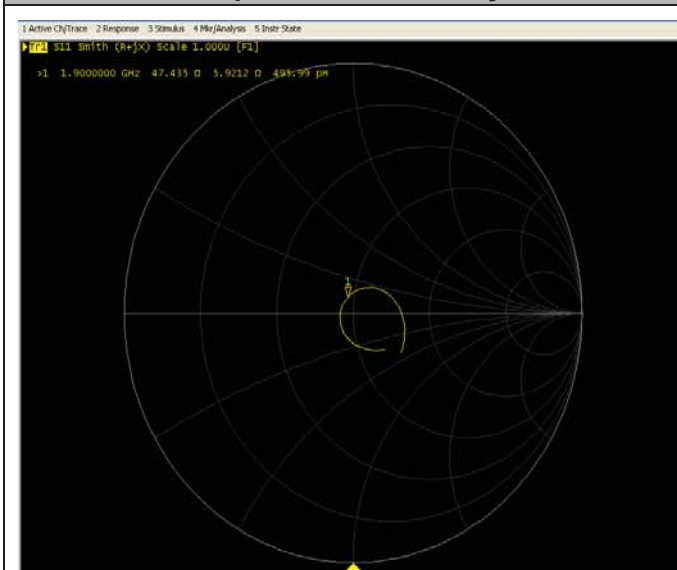 1 Active Ch/Trace 2 Response 3 Stimulus 4 Mkr/Analysis 5 Instr State
Tr1 S11 Smith (R+jX) Scale 1.000U [F1]
>1 1.9000000 GHz 47.435 Ω 5.9212 Ω 495.99 pH
1